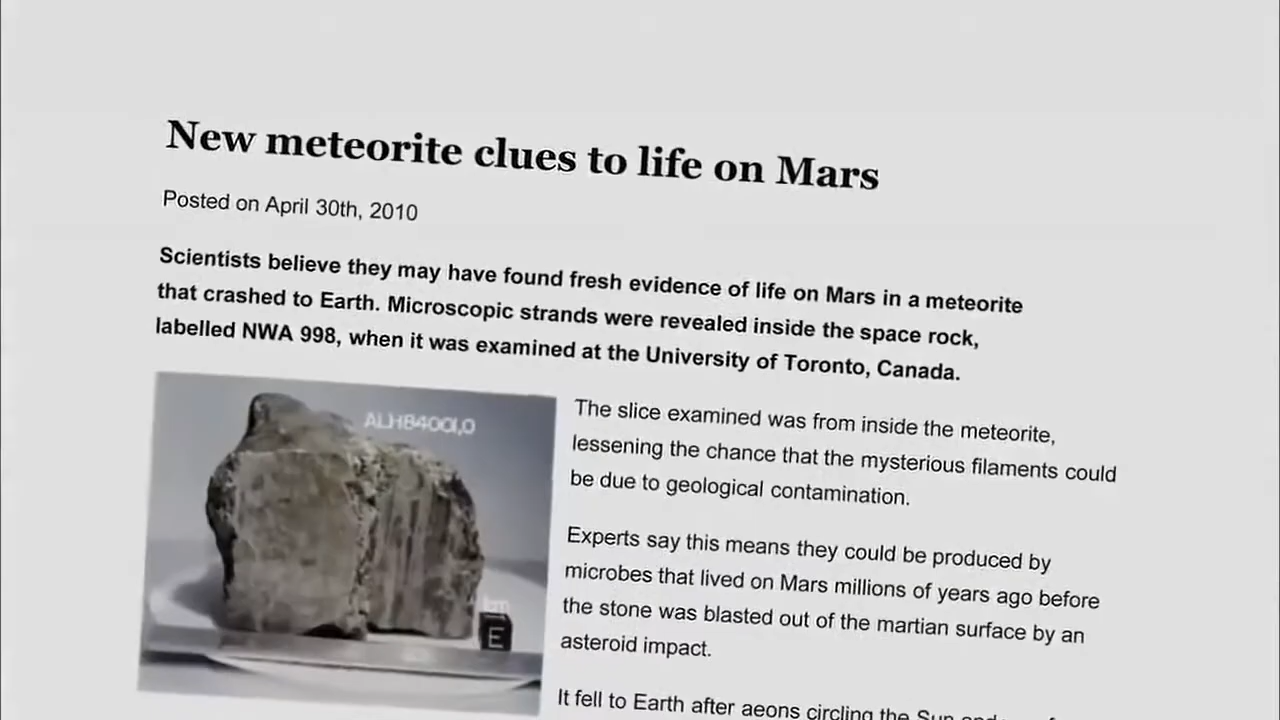 New meteorite clues to life on Mars
Posted on April 30th, 2010
Scientists believe they may have found fresh evidence of life on Mars in a meteorite
that crashed to Earth. Microscopic strands were revealed inside the space rock,
labelled NWA 998, when it was examined at the University of Toronto, Canada.
ALH84001,0
E
The slice examined was from inside the meteorite,
lessening the chance that the mysterious filaments could
be due to geological contamination.
Experts say this means they could be produced by
microbes that lived on Mars millions of years ago before
the stone was blasted out of the martian surface by an
asteroid impact.
It fell to Earth after aeons circling the Sun